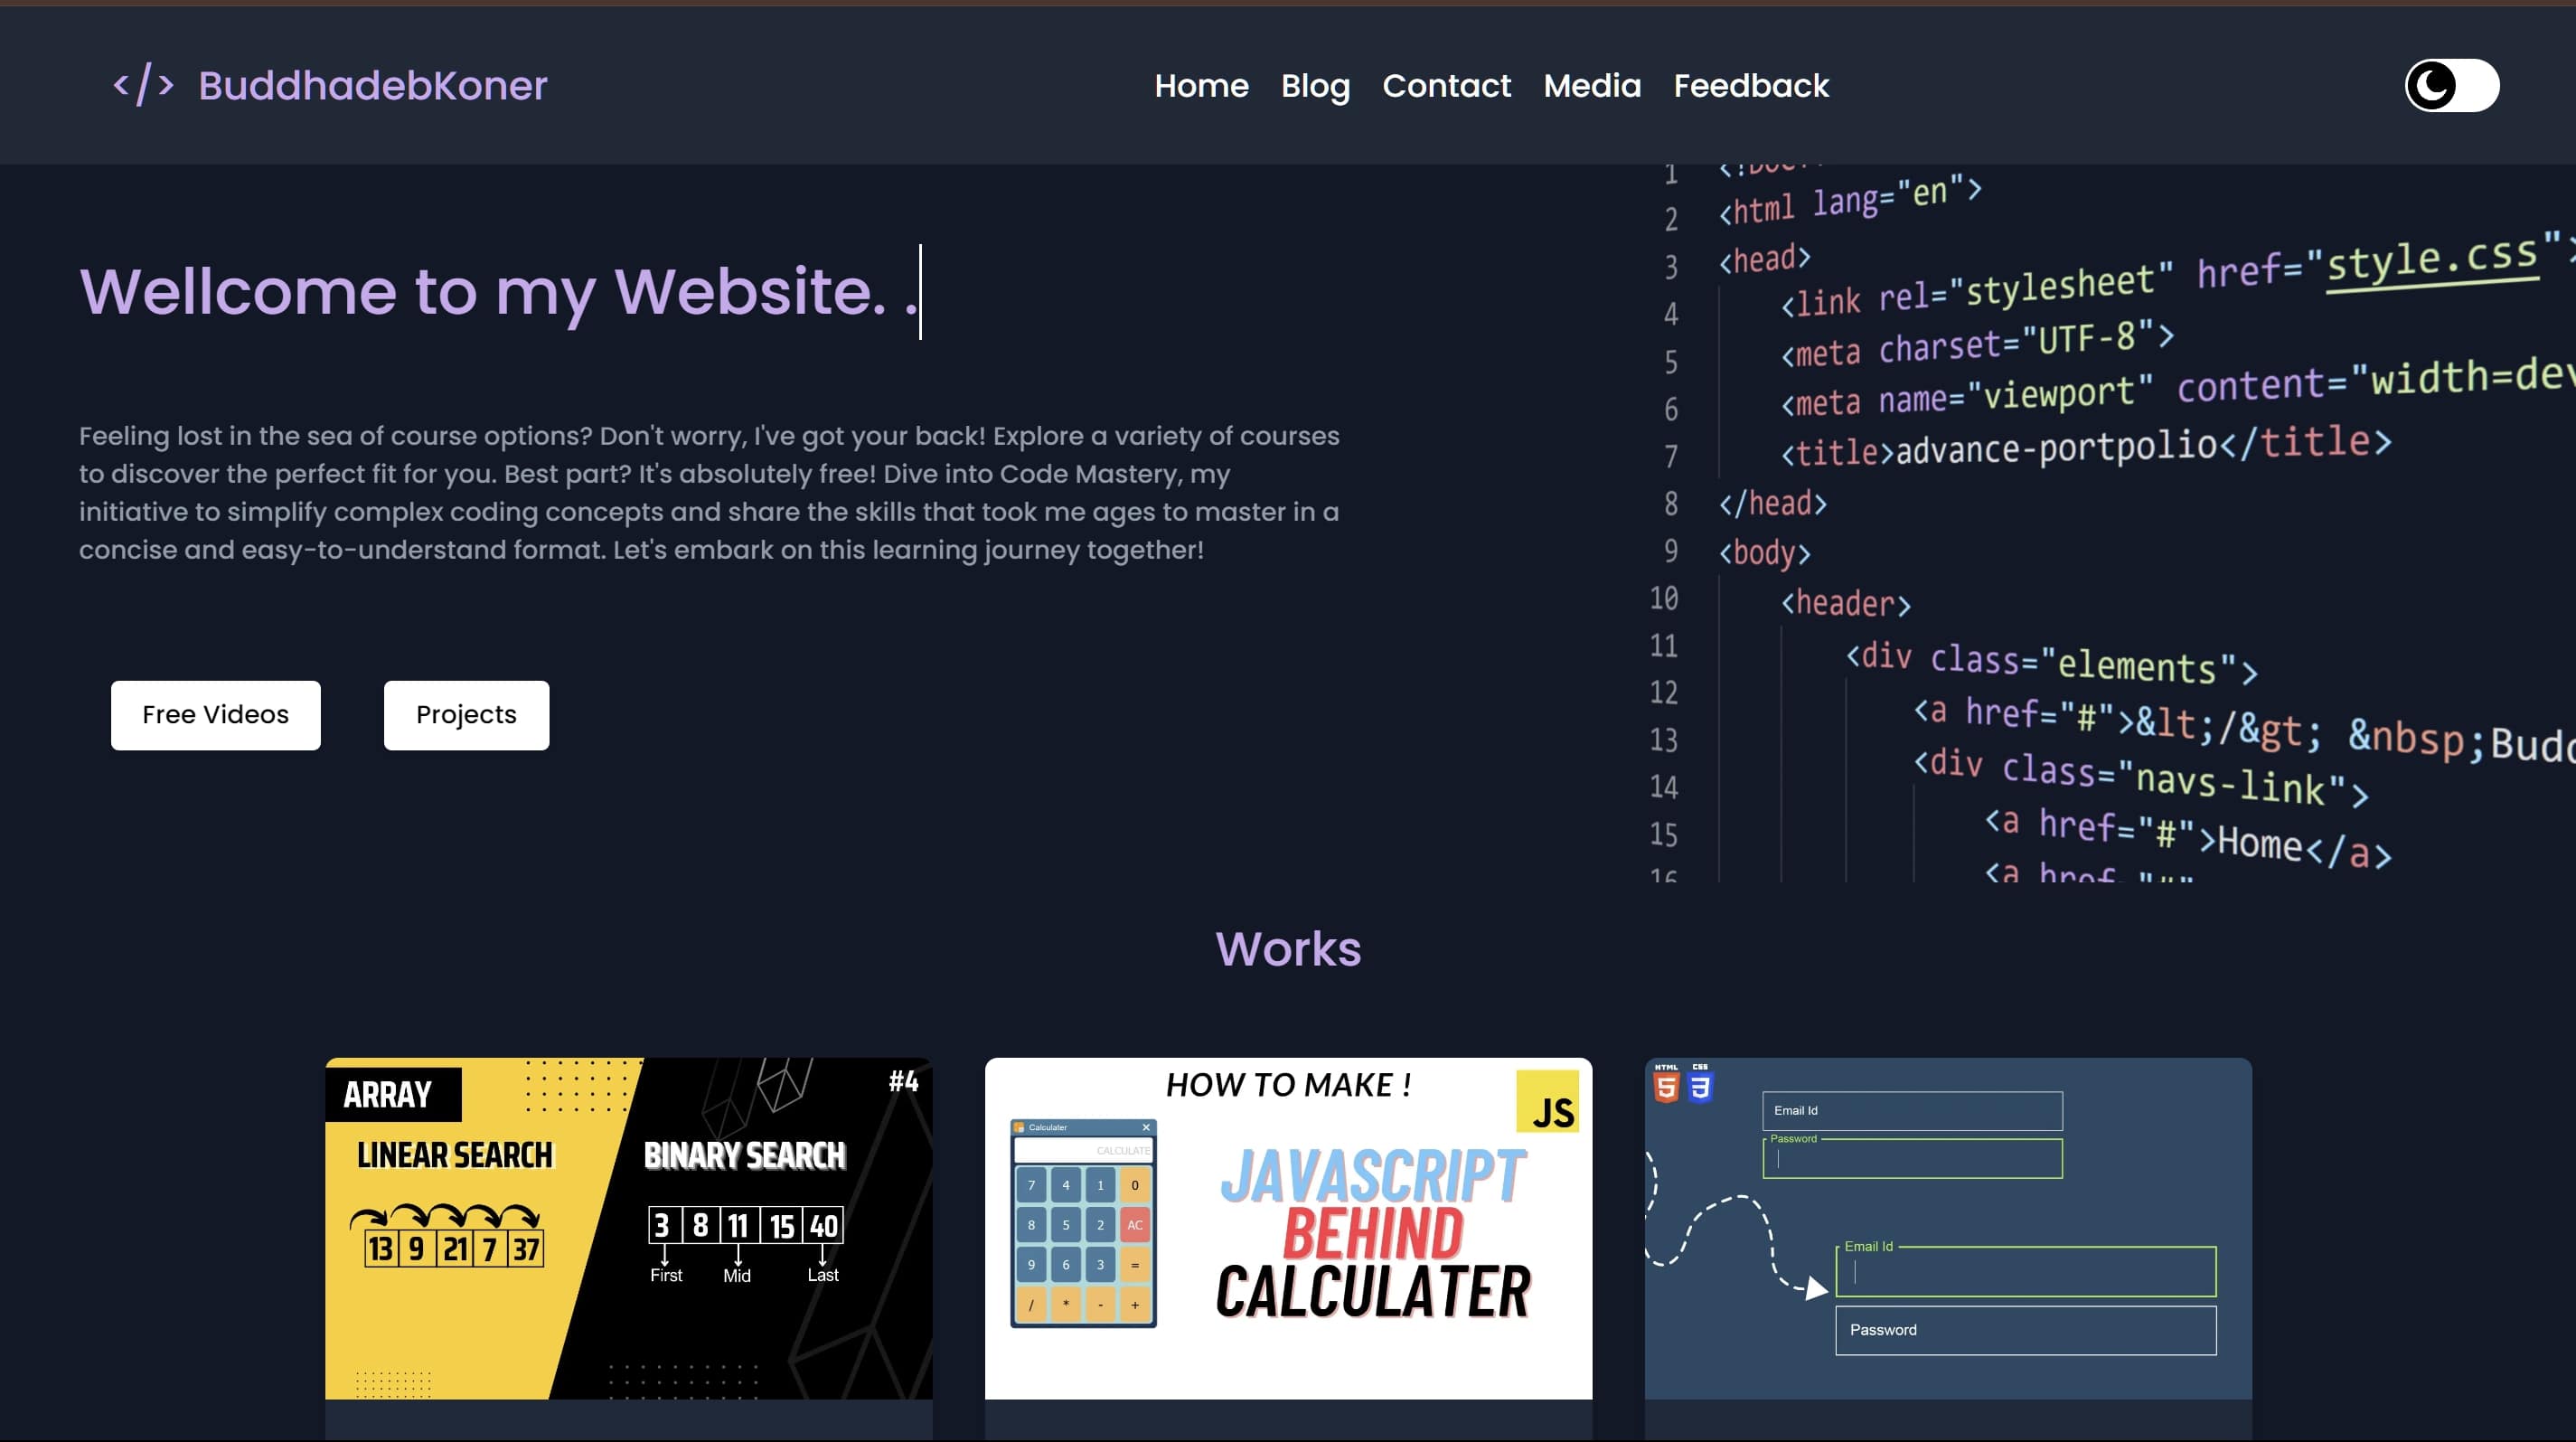 </> BuddhadebKoner
Home Blog Contact Media Feedback
Wellcome to my Website. .
Feeling lost in the sea of course options? Don't worry, I've got your back! Explore a variety of courses
to discover the perfect fit for you. Best part? It's absolutely free! Dive into Code Mastery, my
initiative to simplify complex coding concepts and share the skills that took me ages to master in a
concise and easy-to-understand format. Let's embark on this learning journey together!
Free Videos Projects
1
2 <html lang="en">
3 <head>
4 <link rel="stylesheet" href="style.css">
5 <meta charset="UTF-8">
6 <meta name="viewport" content="width=dev
7 <title>advance-portpolio</title>
8 </head>
9 <body>
10 <header>
11 <div class="elements">
12 <a href="#">&lt;/&gt; &nbsp;Budd
13 <div class="navs-link">
14 <a href="#">Home</a>
15 <a href="#"
16
Works
ARRAY
#4
LINEAR SEARCH
13 9 21 7 37
BINARY SEARCH
3 8 11 15 40
First Mid Last
HOW TO MAKE !
JS
Calculater
CALCULATE
7 4 1 0
8 5 2 AC
9 6 3 =
/ * - +
JAVASCRIPT
BEHIND
CALCULATER
HTML CSS
5 3
Email Id
Password
Email Id
Password